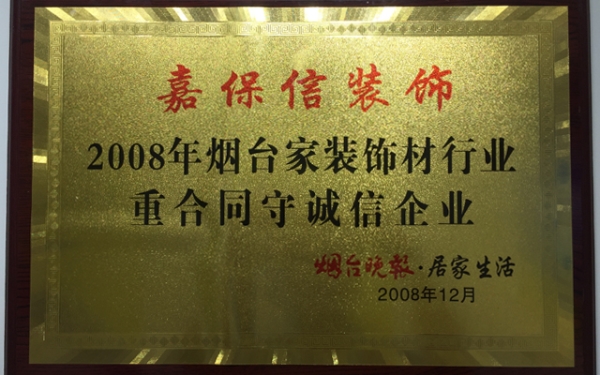 嘉保信装饰
2008年烟台家装饰材行业
重合同守诚信企业
烟台晚報·居家生活
2008年12月